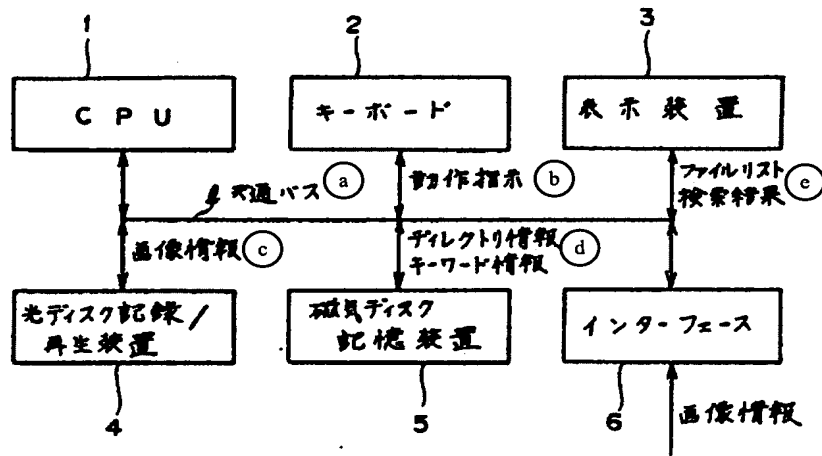 1
2
3
CPU
キーボード
表示装置
l 共通バス ⓐ
動作指示 ⓑ
ファイルリスト
検索結果 ⓔ
画像情報 ⓒ
ディレクトリ情報
キーワード情報 ⓓ
光ディスク記録/
再生装置
磁気ディスク
記憶装置
インターフェース
4
5
6
画像情報